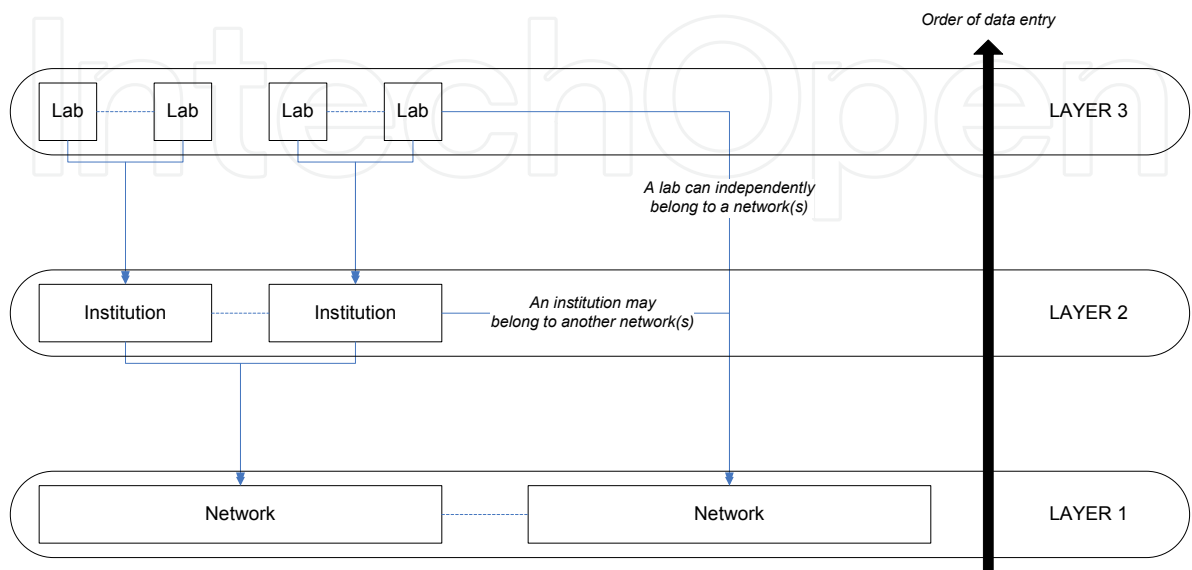 Order of data entry
IntechOpen
Lab Lab Lab Lab LAYER 3
A lab can independently
belong to a network(s)
Institution Institution An institution may
belong to another network(s) LAYER 2
Network Network LAYER 1